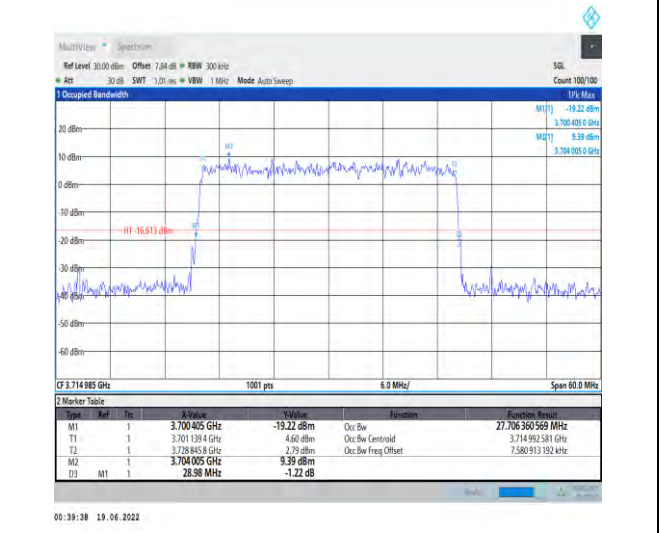 MultiView Spectrum
Ref Level 30.00 dBm Offset 7.84 dB RBW 300 kHz SGL
Att 30 dB SWT 1.01 ms VBW 1 MHz Mode Auto Sweep Count 100/100
1 Occupied Bandwidth 1Pk Max
M1[1] -19.22 dBm
3.700 405 0 GHz
M2[1] 9.39 dBm
3.704 005 0 GHz
20 dBm
M2
10 dBm
0 dBm
-10 dBm
M1
H1 -16.613 dBm
-20 dBm
-30 dBm
-40 dBm
-50 dBm
-60 dBm
CF 3.714 985 GHz 1001 pts 6.0 MHz/ Span 60.0 MHz
2 Marker Table
Type Ref Trc X-Value Y-Value Function Function Result
M1 1 3.700 405 GHz -19.22 dBm Occ Bw 27.706 360 569 MHz
T1 1 3.701 139 4 GHz 4.60 dBm Occ Bw Centroid 3.714 992 581 GHz
T2 1 3.728 845 8 GHz 2.79 dBm Occ Bw Freq Offset 7.580 913 192 kHz
M2 1 3.704 005 GHz 9.39 dBm
D3 M1 1 28.98 MHz -1.22 dB
00:39:38 19.06.2022